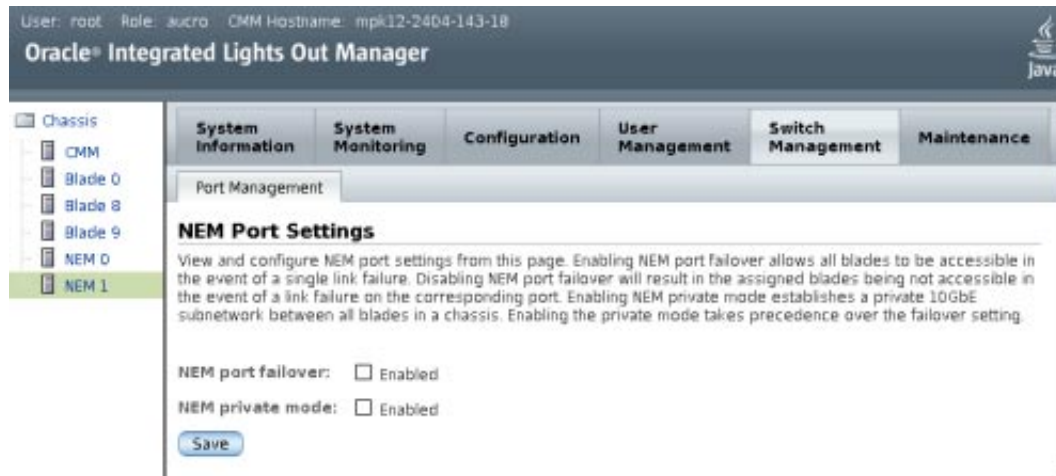 User: root Role: aucro CMM Hostname: mpk12-2404-143-18
Oracle® Integrated Lights Out Manager
Java
Chassis
CMM
Blade 0
Blade 8
Blade 9
NEM 0
NEM 1
System Information
System Monitoring
Configuration
User Management
Switch Management
Maintenance
Port Management
NEM Port Settings
View and configure NEM port settings from this page. Enabling NEM port failover allows all blades to be accessible in
the event of a single link failure. Disabling NEM port failover will result in the assigned blades being not accessible in
the event of a link failure on the corresponding port. Enabling NEM private mode establishes a private 10GbE
subnetwork between all blades in a chassis. Enabling the private mode takes precedence over the failover setting.
NEM port failover: Enabled
NEM private mode: Enabled
Save